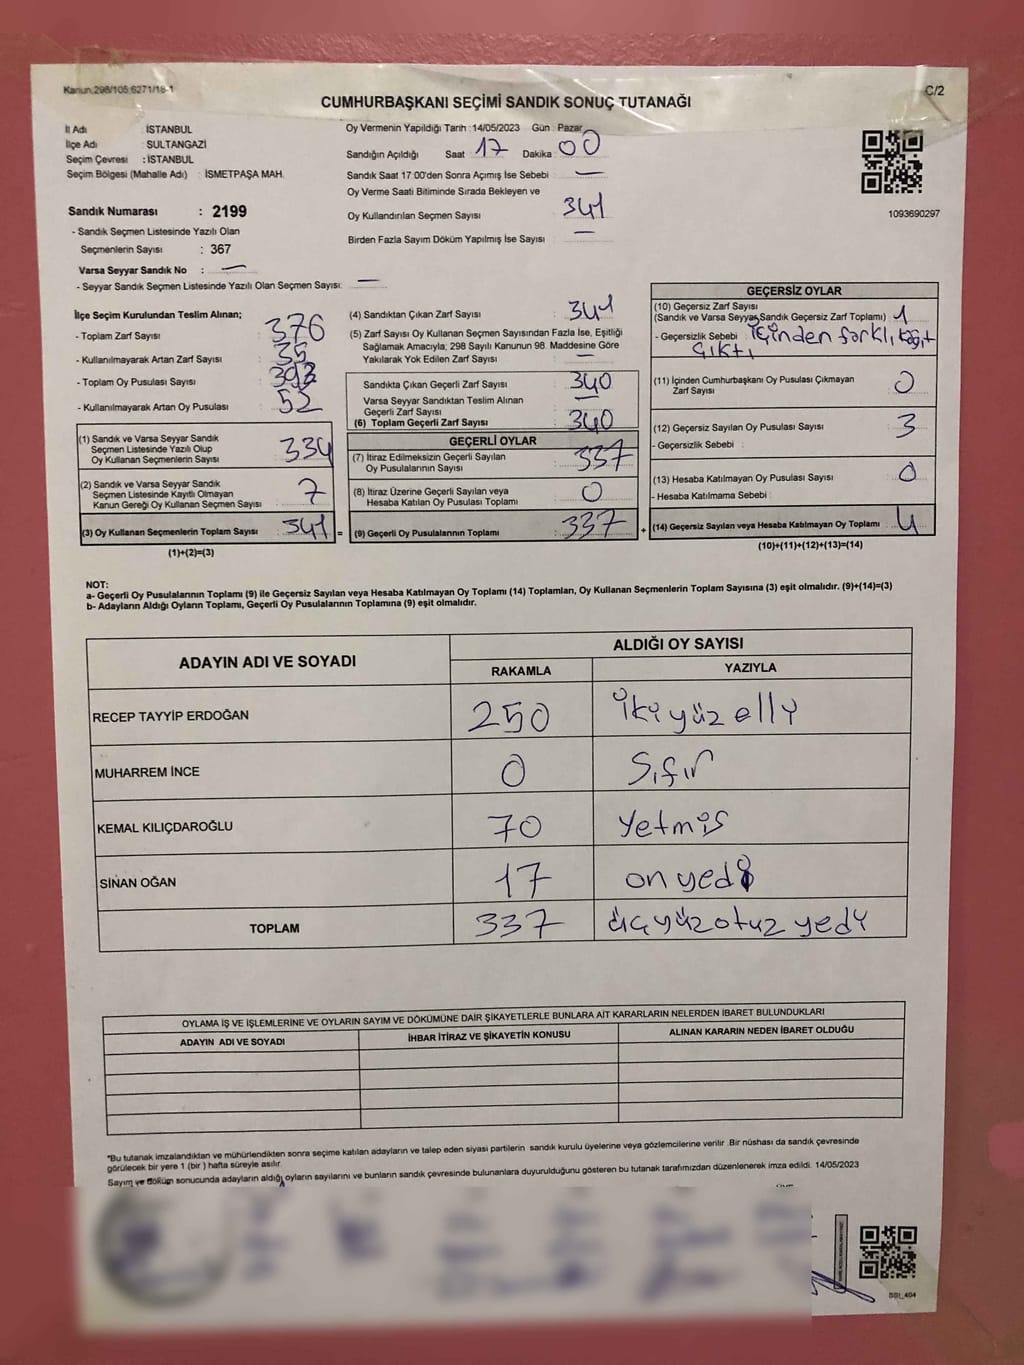 Kanun:298/105:6271/18-1
C/2
CUMHURBAŞKANI SEÇİMİ SANDIK SONUÇ TUTANAĞI
İl Adı : İSTANBUL
İlçe Adı : SULTANGAZİ
Seçim Çevresi : İSTANBUL
Seçim Bölgesi (Mahalle Adı) : İSMETPAŞA MAH.
Sandık Numarası : 2199
- Sandık Seçmen Listesinde Yazılı Olan
Seçmenlerin Sayısı : 367
Varsa Seyyar Sandık No : —
- Seyyar Sandık Seçmen Listesinde Yazılı Olan Seçmen Sayısı: —
Oy Vermenin Yapıldığı Tarih : 14/05/2023 Gün : Pazar
Sandığın Açıldığı Saat 17 Dakika : 00
Sandık Saat 17:00'den Sonra Açımış İse Sebebi : —
Oy Verme Saati Bitiminde Sırada Bekleyen ve
Oy Kullandırılan Seçmen Sayısı : 341
Birden Fazla Sayım Döküm Yapılmış İse Sayısı : —
1093690297
İlçe Seçim Kurulundan Teslim Alınan;
- Toplam Zarf Sayısı : 376
- Kullanılmayarak Artan Zarf Sayısı : 35
- Toplam Oy Pusulası Sayısı : 393
- Kullanılmayarak Artan Oy Pusulası : 52
(1) Sandık ve Varsa Seyyar Sandık
Seçmen Listesinde Yazılı Olup
Oy Kullanan Seçmenlerin Sayısı : 334
(2) Sandık ve Varsa Seyyar Sandık
Seçmen Listesinde Kayıtlı Olmayan
Kanun Gereği Oy Kullanan Seçmen Sayısı : 7
(3) Oy Kullanan Seçmenlerin Toplam Sayısı : 341 =
(1)+(2)=(3)
(4) Sandıktan Çıkan Zarf Sayısı : 341
(5) Zarf Sayısı Oy Kullanan Seçmen Sayısından Fazla İse, Eşitliği
Sağlamak Amacıyla; 298 Sayılı Kanunun 98. Maddesine Göre
Yakılarak Yok Edilen Zarf Sayısı : —
Sandıkta Çıkan Geçerli Zarf Sayısı : 340
Varsa Seyyar Sandıktan Teslim Alınan
Geçerli Zarf Sayısı : —
(6) Toplam Geçerli Zarf Sayısı : 340
GEÇERLİ OYLAR
(7) İtiraz Edilmeksizin Geçerli Sayılan
Oy Pusulalarının Sayısı : 337
(8) İtiraz Üzerine Geçerli Sayılan veya
Hesaba Katılan Oy Pusulası Toplamı : 0
(9) Geçerli Oy Pusulalarının Toplamı : 337 +
GEÇERSİZ OYLAR
(10) Geçersiz Zarf Sayısı
(Sandık ve Varsa Seyyar Sandık Geçersiz Zarf Toplamı) : 1
- Geçersizlik Sebebi : içinden farklı kağıt
çıktı
(11) İçinden Cumhurbaşkanı Oy Pusulası Çıkmayan
Zarf Sayısı : 0
(12) Geçersiz Sayılan Oy Pusulası Sayısı : 3
- Geçersizlik Sebebi :
(13) Hesaba Katılmayan Oy Pusulası Sayısı : 0
- Hesaba Katılmama Sebebi :
(14) Geçersiz Sayılan veya Hesaba Katılmayan Oy Toplamı : 4
(10)+(11)+(12)+(13)=(14)
NOT:
a- Geçerli Oy Pusulalarının Toplamı (9) ile Geçersiz Sayılan veya Hesaba Katılmayan Oy Toplamı (14) Toplamları, Oy Kullanan Seçmenlerin Toplam Sayısına (3) eşit olmalıdır. (9)+(14)=(3)
b- Adayların Aldığı Oyların Toplamı, Geçerli Oy Pusulalarının Toplamına (9) eşit olmalıdır.
ADAYIN ADI VE SOYADI
ALDIĞI OY SAYISI
RAKAMLA YAZIYLA
RECEP TAYYİP ERDOĞAN 250 iki yüz elli
MUHARREM İNCE 0 Sıfır
KEMAL KILIÇDAROĞLU 70 Yetmiş
SİNAN OĞAN 17 on yedi
TOPLAM 337 üç yüz otuz yedi
OYLAMA İŞ VE İŞLEMLERİNE VE OYLARIN SAYIM VE DÖKÜMÜNE DAİR ŞİKAYETLERLE BUNLARA AİT KARARLARIN NELERDEN İBARET BULUNDUKLARI
ADAYIN ADI VE SOYADI İHBAR İTİRAZ VE ŞİKAYETİN KONUSU ALINAN KARARIN NEDEN İBARET OLDUĞU
*Bu tutanak imzalandıktan ve mühürlendikten sonra seçime katılan adayların ve talep eden siyasi partilerin sandık kurulu üyelerine veya gözlemcilerine verilir .Bir nüshası da sandık çevresinde
görülecek bir yere 1 (bir ) hafta süreyle asılır.
Sayım ve döküm sonucunda adayların aldığı oyların sayılarını ve bunların sandık çevresinde bulunanlara duyurulduğunu gösteren bu tutanak tarafımızdan düzenlenerek imza edildi. 14/05/2023